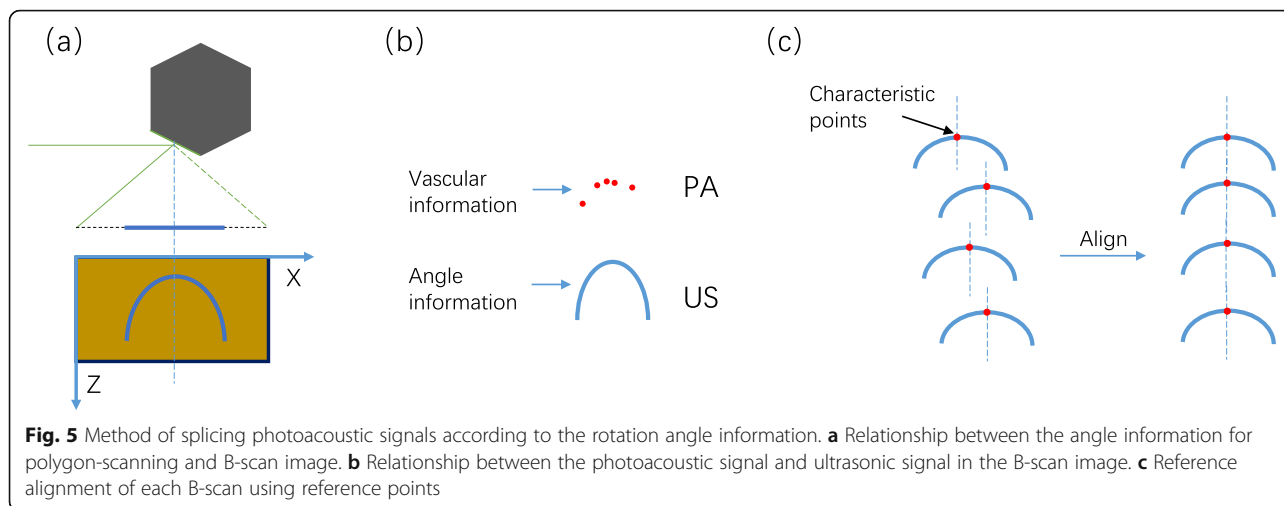 (a)
X
Z
(b)
Vascular
information
PA
Angle
information
US
(c)
Characteristic
points
Align
Fig. 5 Method of splicing photoacoustic signals according to the rotation angle information. a Relationship between the angle information for
polygon-scanning and B-scan image. b Relationship between the photoacoustic signal and ultrasonic signal in the B-scan image. c Reference
alignment of each B-scan using reference points